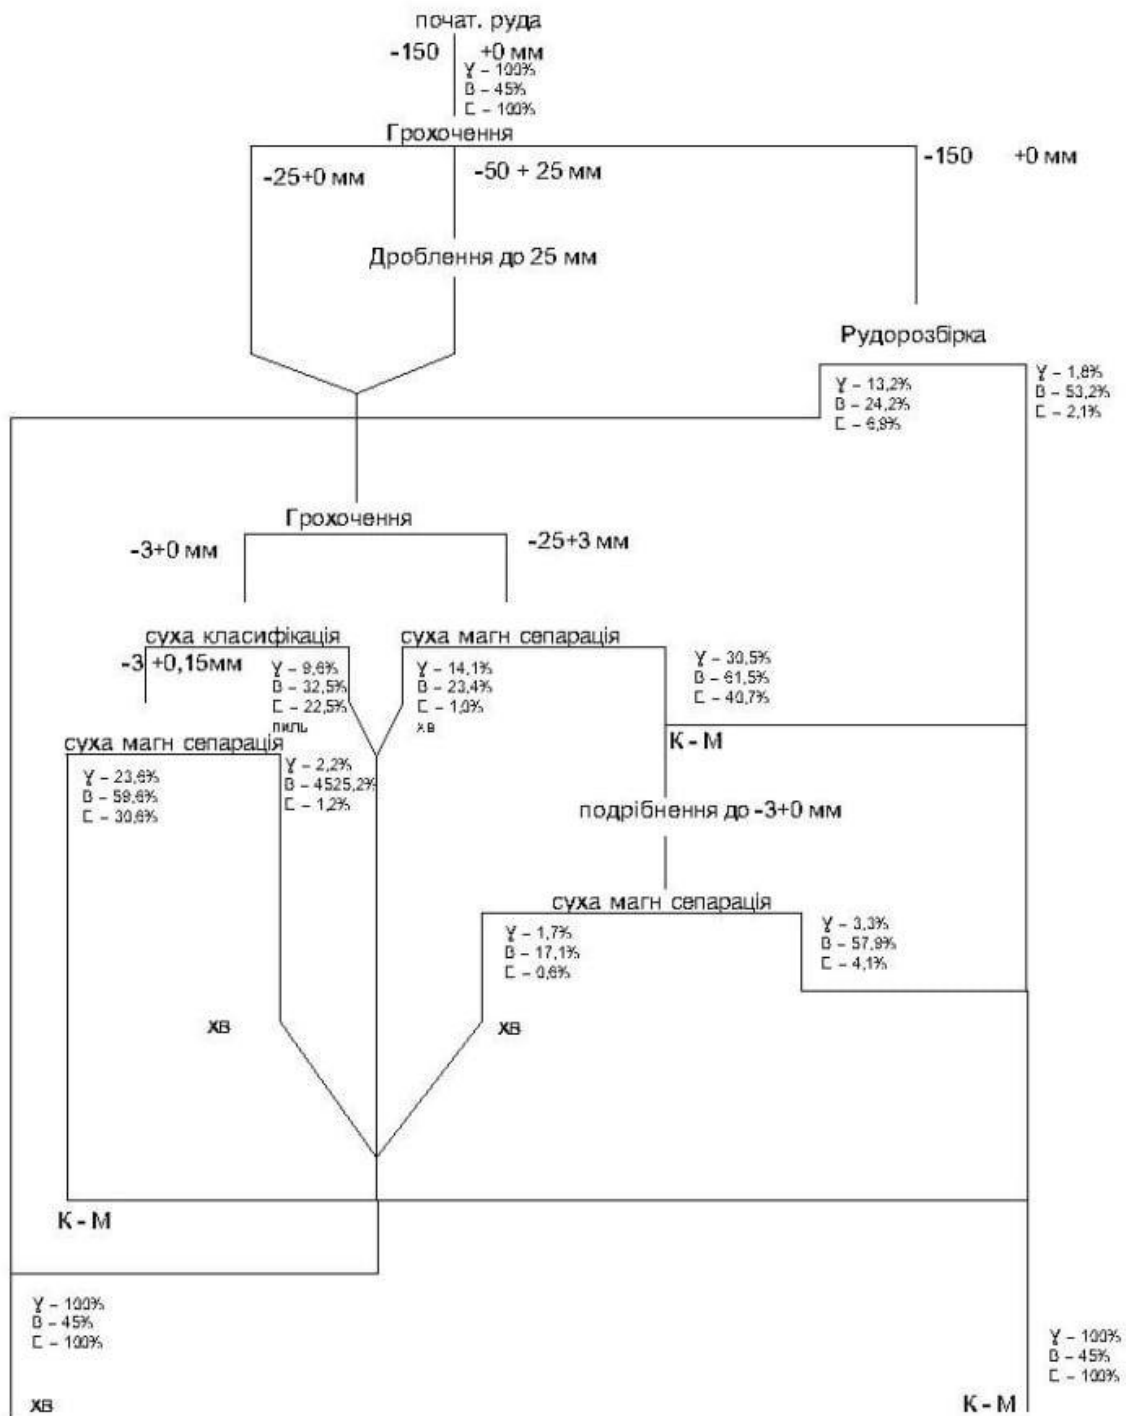 почат. руда
-150 +0 мм
Ɣ – 100%
B – 45%
Ɛ – 100%
Грохочення
-25+0 мм
-50 + 25 мм
-150 +0 мм
Дроблення до 25 мм
Рудорозбірка
Ɣ – 13,2%
B – 24,2%
Ɛ – 6,9%
Ɣ – 1,8%
B – 53,2%
Ɛ – 2,1%
Грохочення
-3+0 мм
-25+3 мм
суха класифікація
-3 +0,15мм
Ɣ – 9,6%
B – 32,5%
Ɛ – 22,5%
пиль
суха магн сепарація
Ɣ – 14,1%
B – 23,4%
Ɛ – 1,0%
хв
Ɣ – 30,5%
B – 61,5%
Ɛ – 40,7%
К - М
суха магн сепарація
Ɣ – 23,6%
B – 59,6%
Ɛ – 30,6%
Ɣ – 2,2%
B – 4525,2%
Ɛ – 1,2%
подрібнення до -3+0 мм
суха магн сепарація
Ɣ – 1,7%
B – 17,1%
Ɛ – 0,6%
Ɣ – 3,3%
B – 57,9%
Ɛ – 4,1%
хв
хв
К - М
Ɣ – 100%
B – 45%
Ɛ – 100%
хв
Ɣ – 100%
B – 45%
Ɛ – 100%
К - М